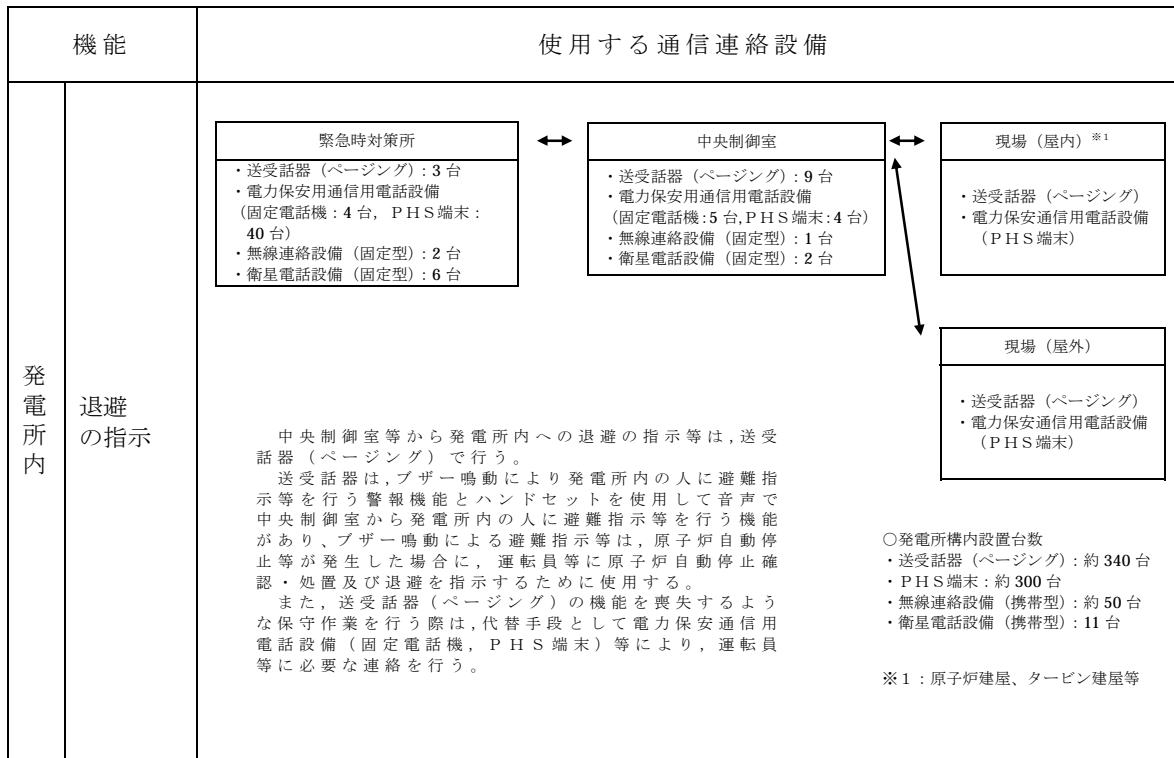 機能
使用する通信連絡設備
発電所内
退避
の指示
緊急時対策所
・送受話器（ページング）：3 台
・電力保安用通信用電話設備
（固定電話機：4 台，ＰＨＳ端末：
40 台）
・無線連絡設備（固定型）：2 台
・衛星電話設備（固定型）：6 台
中央制御室
・送受話器（ページング）：9 台
・電力保安用通信用電話設備
（固定電話機：5 台，ＰＨＳ端末：4 台）
・無線連絡設備（固定型）：1 台
・衛星電話設備（固定型）：2 台
現場（屋内）※1
・送受話器（ページング）
・電力保安通信用電話設備
（ＰＨＳ端末）
現場（屋外）
・送受話器（ページング）
・電力保安通信用電話設備
（ＰＨＳ端末）
中央制御室等から発電所内への退避の指示等は，送受
話器（ページング）で行う。
送受話器は，ブザー鳴動により発電所内の人に避難指
示等を行う警報機能とハンドセットを使用して音声で
中央制御室から発電所内の人に避難指示等を行う機能
があり、ブザー鳴動による避難指示等は，原子炉自動停
止等が発生した場合に，運転員等に原子炉自動停止確
認・処置及び退避を指示するために使用する。
また，送受話器（ページング）の機能を喪失するよう
な保守作業を行う際は，代替手段として電力保安通信用
電話設備（固定電話機，ＰＨＳ端末）等により，運転員
等に必要な連絡を行う。
○発電所構内設置台数
・送受話器（ページング）：約 340 台
・ＰＨＳ端末：約 300 台
・無線連絡設備（携帯型）：約 50 台
・衛星電話設備（携帯型）：11 台
※１：原子炉建屋、タービン建屋等